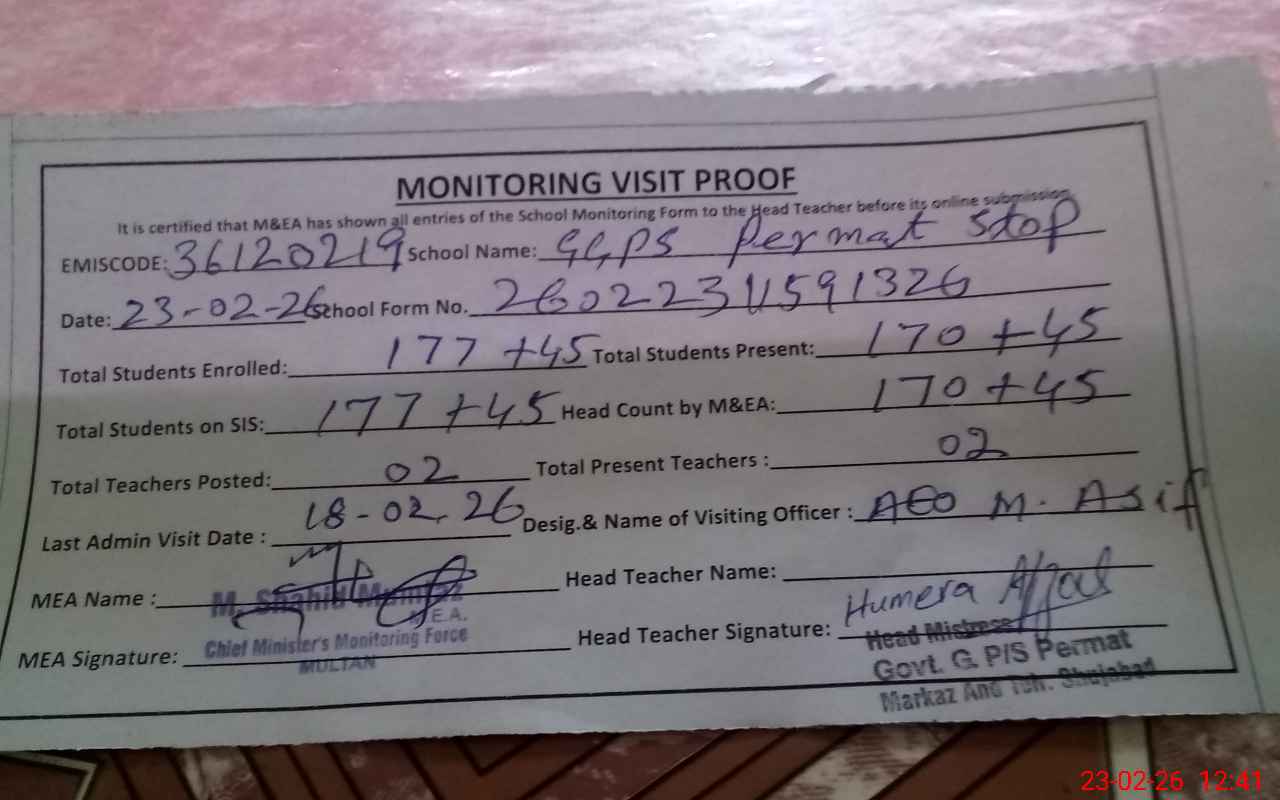 MONITORING VISIT PROOF
It is certified that M&EA has shown all entries of the School Monitoring Form to the Head Teacher before its online submission
EMISCODE: 36120219 School Name: GGPS Permat Stop
Date: 23-02-26 School Form No. 26022311591326
Total Students Enrolled: 177 +45 Total Students Present: 170 +45
Total Students on SIS: 177 +45 Head Count by M&EA: 170 +45
Total Teachers Posted: 02 Total Present Teachers : 02
Last Admin Visit Date : 18-02.26 Desig.& Name of Visiting Officer : AEO M. Asif
MEA Name : M. Shahid Mumtaz Head Teacher Name:
M.E.A.
MEA Signature: Chief Minister's Monitoring Force Head Teacher Signature: Humera Afzal
MULTAN
Head Mistress
Govt. G. P/S Permat
Markaz And Teh. Shujabad
23-02-26 12:41